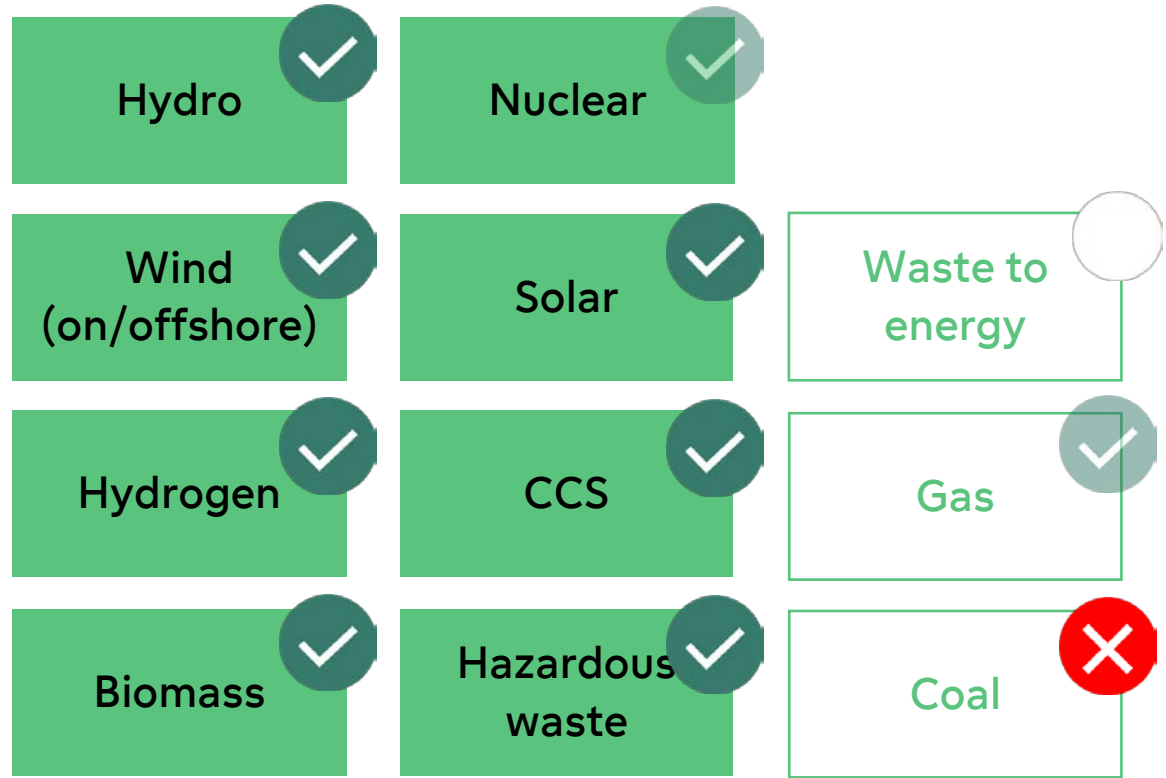 Hydro
Nuclear
Wind
(on/offshore)
Solar
Waste to
energy
Hydrogen
CCS
Gas
Biomass
Hazardous
waste
Coal